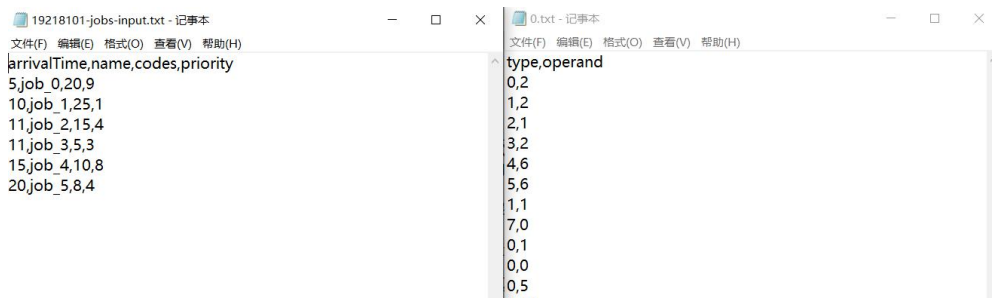 19218101-jobs-input.txt - 记事本
文件(F) 编辑(E) 格式(O) 查看(V) 帮助(H)
arrivalTime,name,codes,priority
5,job_0,20,9
10,job_1,25,1
11,job_2,15,4
11,job_3,5,3
15,job_4,10,8
20,job_5,8,4
0.txt - 记事本
文件(F) 编辑(E) 格式(O) 查看(V) 帮助(H)
type,operand
0,2
1,2
2,1
3,2
4,6
5,6
1,1
7,0
0,1
0,0
0,5